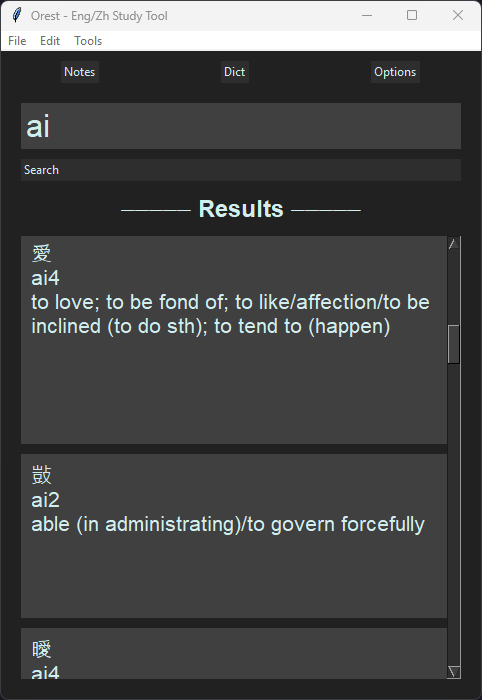 Orest - Eng/Zh Study Tool
File Edit Tools
Notes Dict Options
ai
Search
Results
愛
ai4
to love; to be fond of; to like/affection/to be
inclined (to do sth); to tend to (happen)
敱
ai2
able (in administrating)/to govern forcefully
曖
ai4